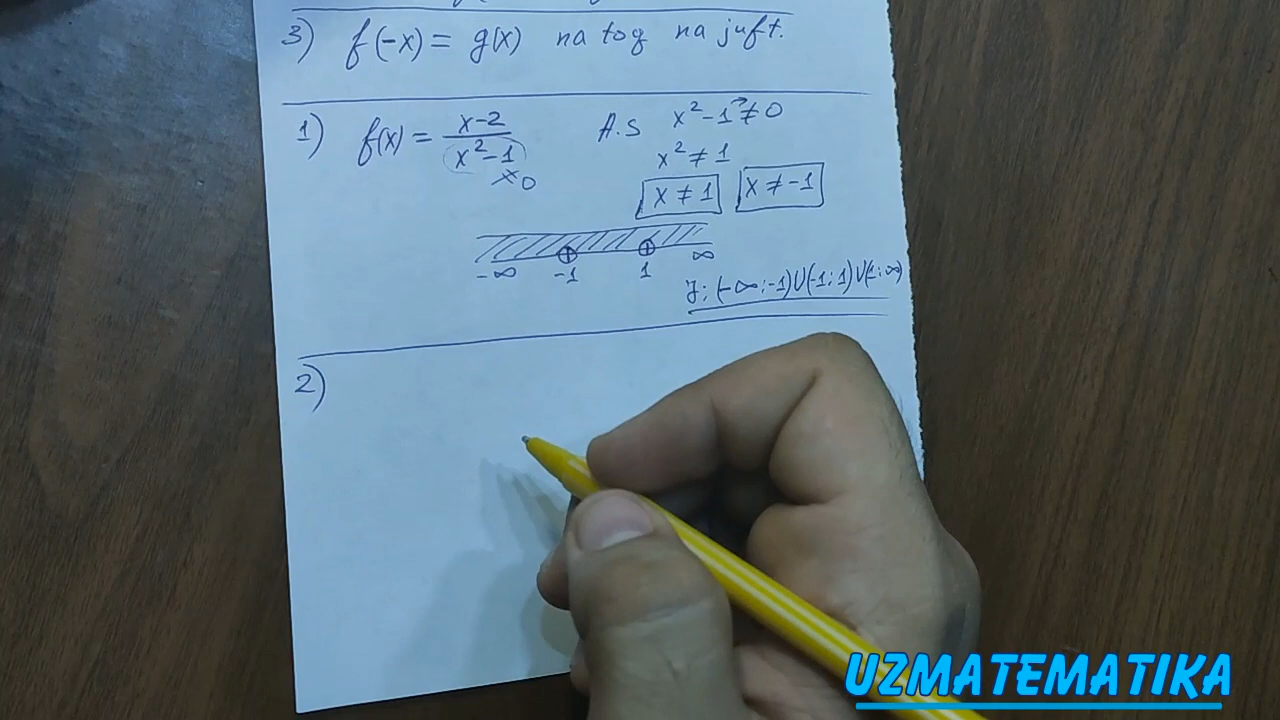 3) f(-x) = g(x) na toq na juft.
1) f(x) = x-2 / x²-1 A.S x²-1 ≠ 0
x² ≠ 1
x 0
x ≠ 1 x ≠ -1
-∞ -1 1 ∞
J: (-∞;-1)U(-1;1)U(1;∞)
2)
UZMATEMATIKA